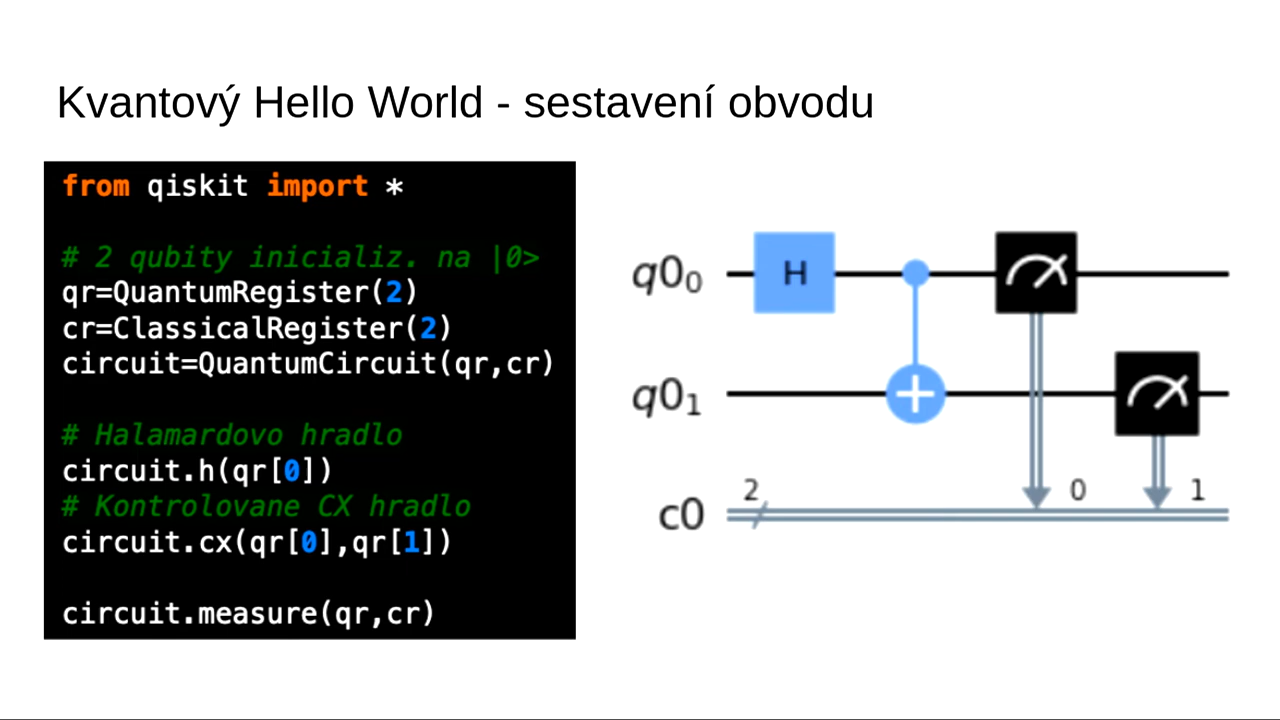 Kvantový Hello World - sestavení obvodu
from qiskit import *
# 2 qubity inicializ. na |0>
qr=QuantumRegister(2)
cr=ClassicalRegister(2)
circuit=QuantumCircuit(qr,cr)
# Halamardovo hradlo
circuit.h(qr[0])
# Kontrolovane CX hradlo
circuit.cx(qr[0],qr[1])
circuit.measure(qr,cr)
q0₀ H
q0₁
c0 2 0 1